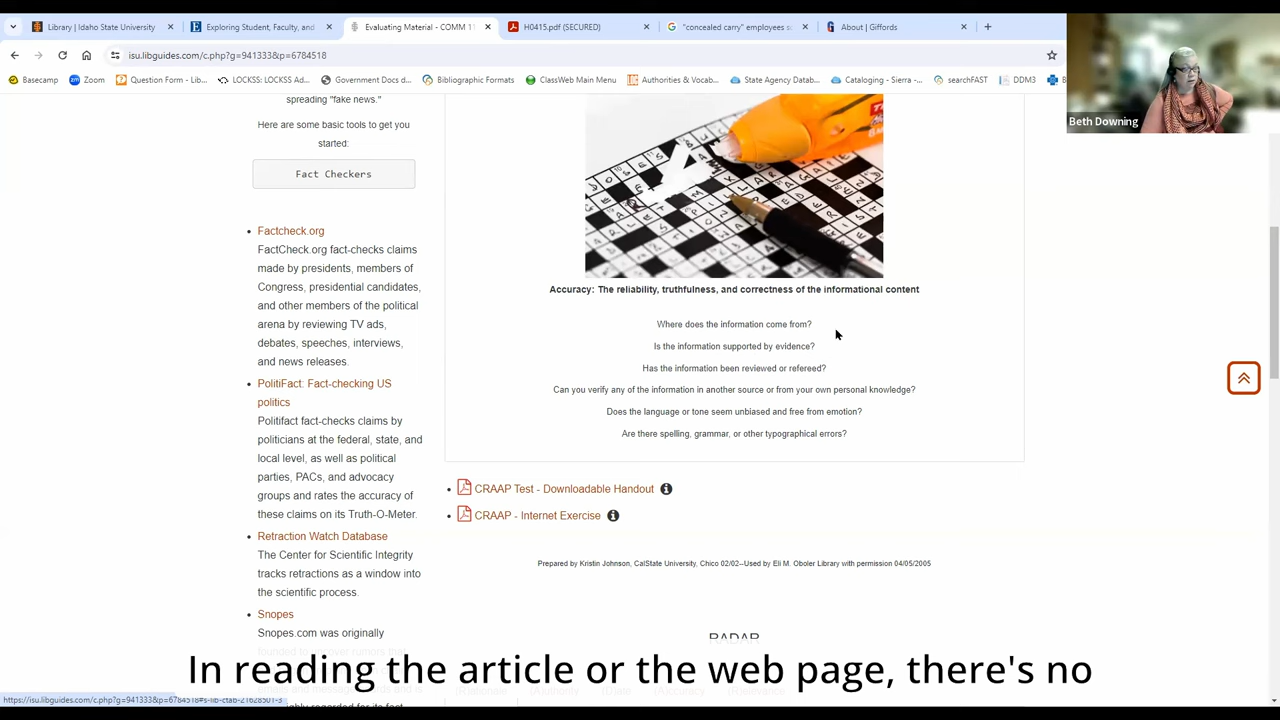 Library | Idaho State University
Exploring Student, Faculty, and
Evaluating Material - COMM 11
H0415.pdf (SECURED)
"concealed carry" employees s
About | Giffords
isu.libguides.com/c.php?g=941333&p=6784518
Basecamp
Zoom
Question Form - Lib...
LOCKSS: LOCKSS Ad...
Government Docs d...
Bibliographic Formats
ClassWeb Main Menu
Authorities & Vocab...
State Agency Datab...
Cataloging - Sierra -...
searchFAST
DDM3
Beth Downing
spreading "fake news."
Here are some basic tools to get you
started:
Fact Checkers
Factcheck.org
FactCheck.org fact-checks claims
made by presidents, members of
Congress, presidential candidates,
and other members of the political
arena by reviewing TV ads,
debates, speeches, interviews,
and news releases.
PolitiFact: Fact-checking US
politics
Politifact fact-checks claims by
politicians at the federal, state, and
local level, as well as political
parties, PACs, and advocacy
groups and rates the accuracy of
these claims on its Truth-O-Meter.
Retraction Watch Database
The Center for Scientific Integrity
tracks retractions as a window into
the scientific process.
Snopes
Snopes.com was originally
Accuracy: The reliability, truthfulness, and correctness of the informational content
Where does the information come from?
Is the information supported by evidence?
Has the information been reviewed or refereed?
Can you verify any of the information in another source or from your own personal knowledge?
Does the language or tone seem unbiased and free from emotion?
Are there spelling, grammar, or other typographical errors?
CRAAP Test - Downloadable Handout
CRAAP - Internet Exercise
Prepared by Kristin Johnson, CalState University, Chico 02/02--Used by Eli M. Oboler Library with permission 04/05/2005
RADAR
In reading the article or the web page, there's no
https://isu.libguides.com/c.php?g=941333&p=6784518#s-lib-ctab-21628501-3